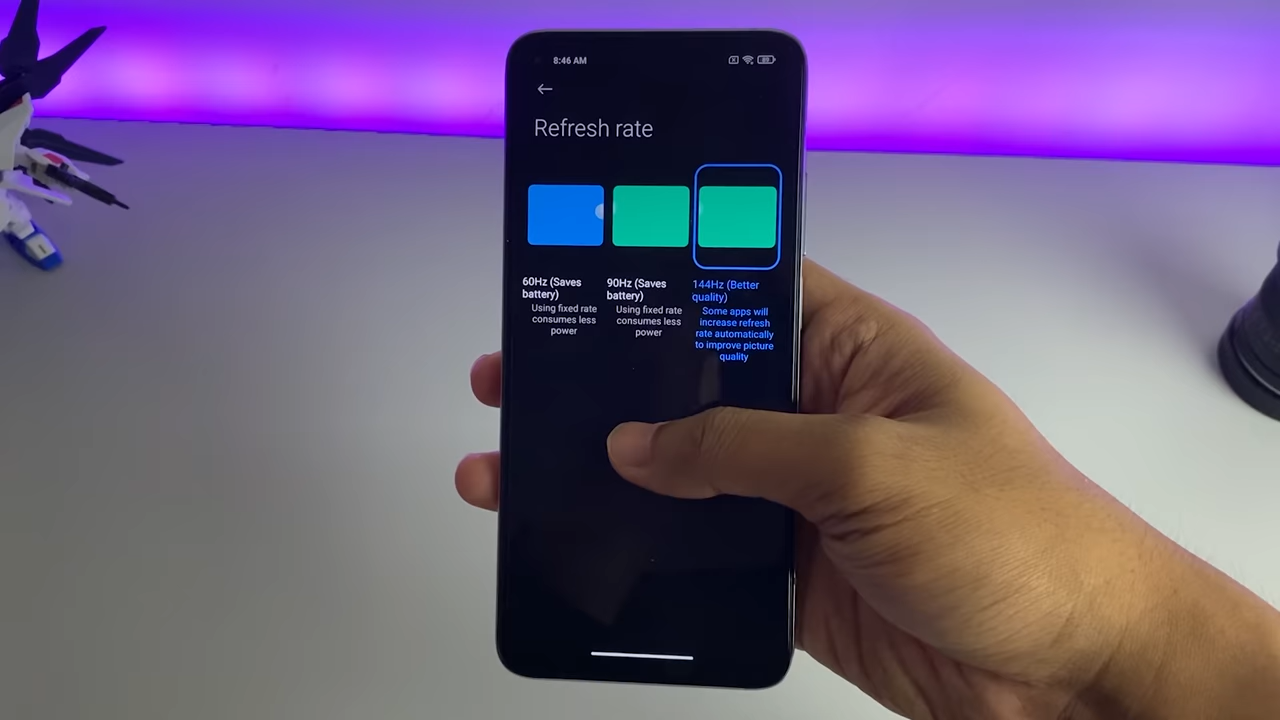 8:46 AM
Refresh rate
60Hz (Saves
battery)
Using fixed rate
consumes less
power
90Hz (Saves
battery)
Using fixed rate
consumes less
power
144Hz (Better
quality)
Some apps will
increase refresh
rate automatically
to improve picture
quality